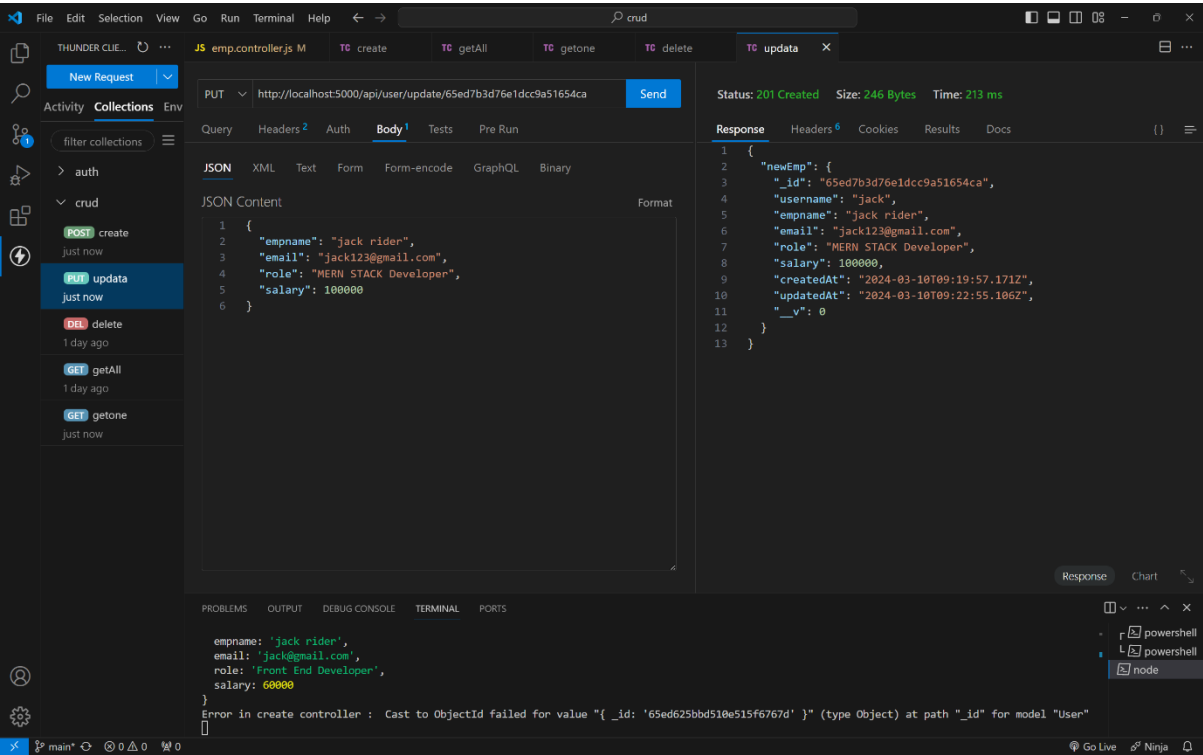 File Edit Selection View Go Run Terminal Help
crud
THUNDER CLIE...
New Request
Activity Collections Env
filter collections
auth
crud
POST create
just now
PUT updata
just now
DEL delete
1 day ago
GET getAll
1 day ago
GET getone
just now
JS emp.controller.js M
TC create
TC getAll
TC getone
TC delete
TC updata
PUT http://localhost:5000/api/user/update/65ed7b3d76e1dcc9a51654ca Send
Query Headers 2 Auth Body 1 Tests Pre Run
JSON XML Text Form Form-encode GraphQL Binary
JSON Content Format
1 {
2 "empname": "jack rider",
3 "email": "jack123@gmail.com",
4 "role": "MERN STACK Developer",
5 "salary": 100000
6 }
Status: 201 Created Size: 246 Bytes Time: 213 ms
Response Headers 6 Cookies Results Docs { }
1 {
2 "newEmp": {
3 "_id": "65ed7b3d76e1dcc9a51654ca",
4 "username": "jack",
5 "empname": "jack rider",
6 "email": "jack123@gmail.com",
7 "role": "MERN STACK Developer",
8 "salary": 100000,
9 "createdAt": "2024-03-10T09:19:57.171Z",
10 "updatedAt": "2024-03-10T09:22:55.106Z",
11 "__v": 0
12 }
13 }
Response Chart
PROBLEMS OUTPUT DEBUG CONSOLE TERMINAL PORTS
empname: 'jack rider',
email: 'jack@gmail.com',
role: 'Front End Developer',
salary: 60000
}
Error in create controller : Cast to ObjectId failed for value "{ _id: '65ed625bbd510e515f6767d' }" (type Object) at path "_id" for model "User"
powershell
powershell
node
1
main* 0 0 0
Go Live Ninja